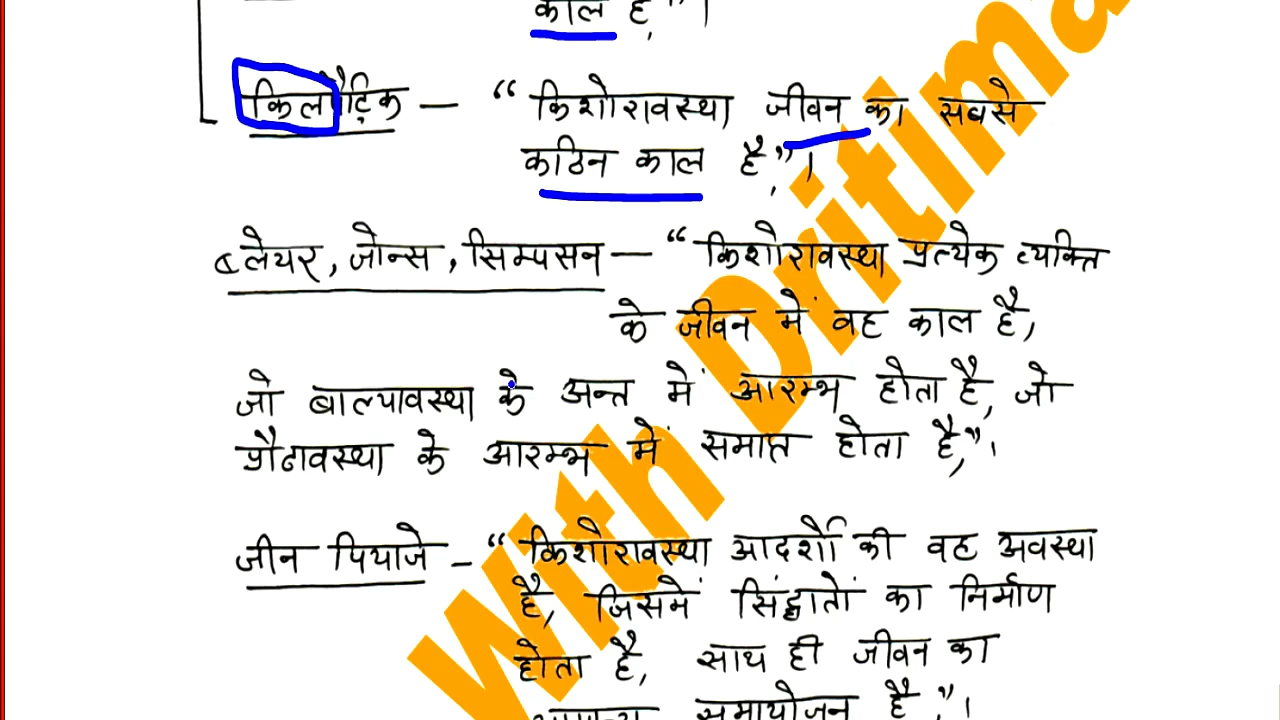 काल है"।
किलपैट्रिक — " किशोरावस्था जीवन का सबसे
कठिन काल है"।
ब्लेयर, जोन्स, सिम्पसन — "किशोरावस्था प्रत्येक व्यक्ति
के जीवन में वह काल है,
जो बाल्यावस्था के अन्त में आरम्भ होता है, जो
प्रौढावस्था के आरम्भ में समाप्त होता है,"।
जीन पियाजे — " किशोरावस्था आदर्शों की वह अवस्था
है, जिसमें सिंद्धातों का निर्माण
होता है, साथ ही जीवन का
समायोजन है"।
With Dritima